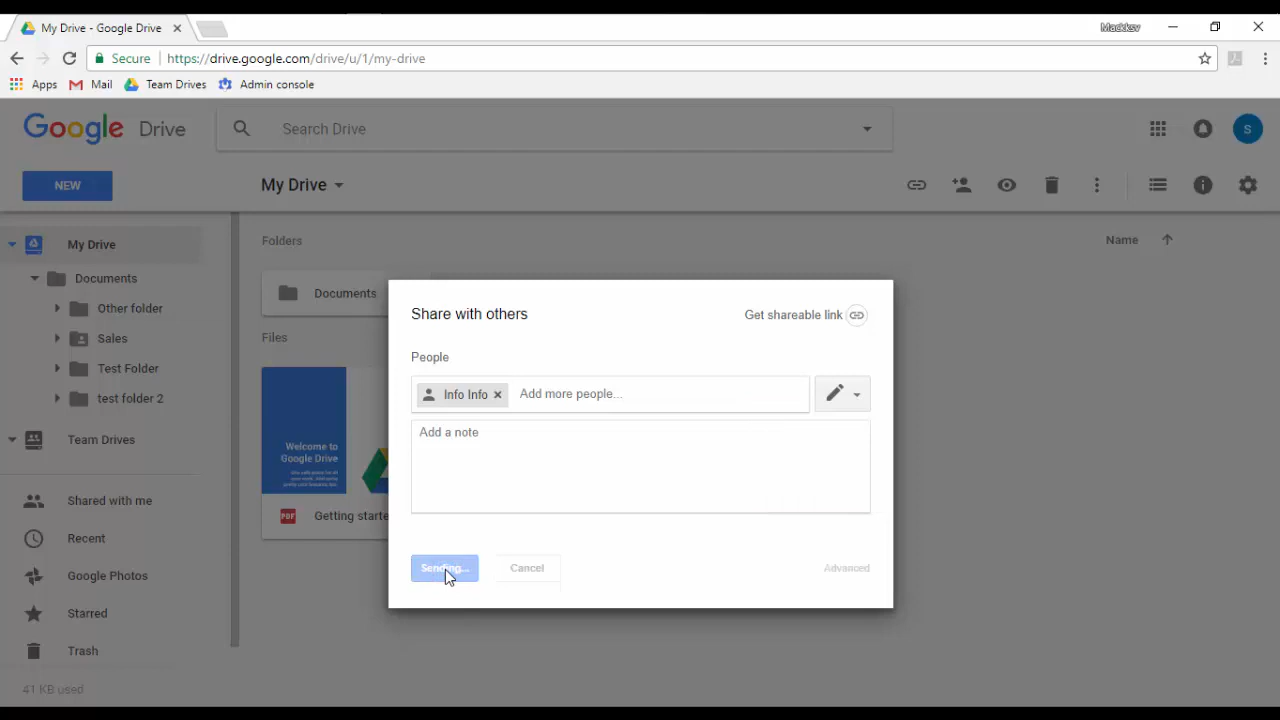 My Drive - Google Drive
Mackksv
Secure
https://drive.google.com/drive/u/1/my-drive
Apps
Mail
Team Drives
Admin console
Google Drive
Search Drive
S
NEW
My Drive
My Drive
Documents
Other folder
Sales
Test Folder
test folder 2
Team Drives
Shared with me
Recent
Google Photos
Starred
Trash
41 KB used
Folders
Name
Documents
Files
Welcome to
Google Drive
PDF
Getting starte
Share with others
Get shareable link
People
Info Info
Add more people...
Add a note
Sending...
Cancel
Advanced